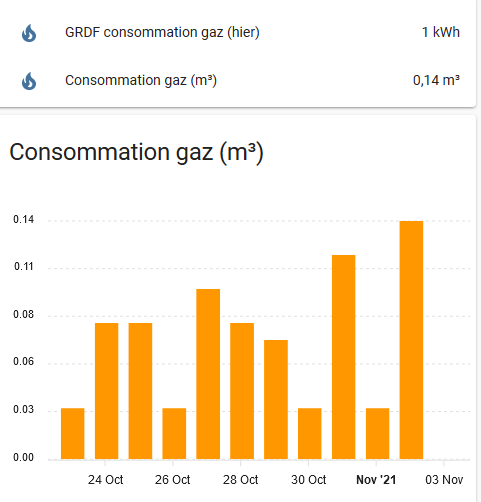 GRDF consommation gaz (hier) 1 kWh
Consommation gaz (m³) 0,14 m³
Consommation gaz (m³)
0.14
0.11
0.08
0.06
0.03
0.00
24 Oct 26 Oct 28 Oct 30 Oct Nov '21 03 Nov